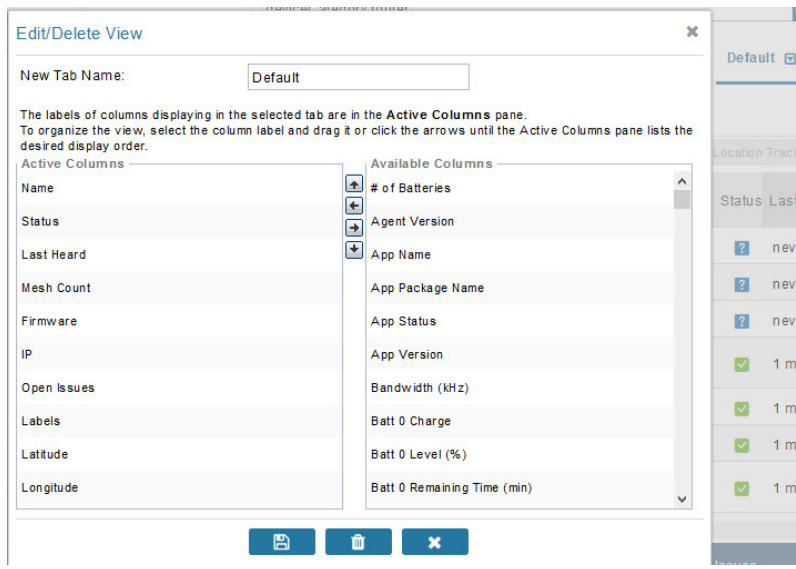 Edit/Delete View
New Tab Name:
Default
The labels of columns displaying in the selected tab are in the Active Columns pane.
To organize the view, select the column label and drag it or click the arrows until the Active Columns pane lists the
desired display order.
Active Columns
Name
Status
Last Heard
Mesh Count
Firmware
IP
Open Issues
Labels
Latitude
Longitude
Available Columns
# of Batteries
Agent Version
App Name
App Package Name
App Status
App Version
Bandwidth (kHz)
Batt 0 Charge
Batt 0 Level (%)
Batt 0 Remaining Time (min)
Default
Location Track
Status Last
? nev
? nev
? nev
1 m
1 m
1 m
1 m
Issues